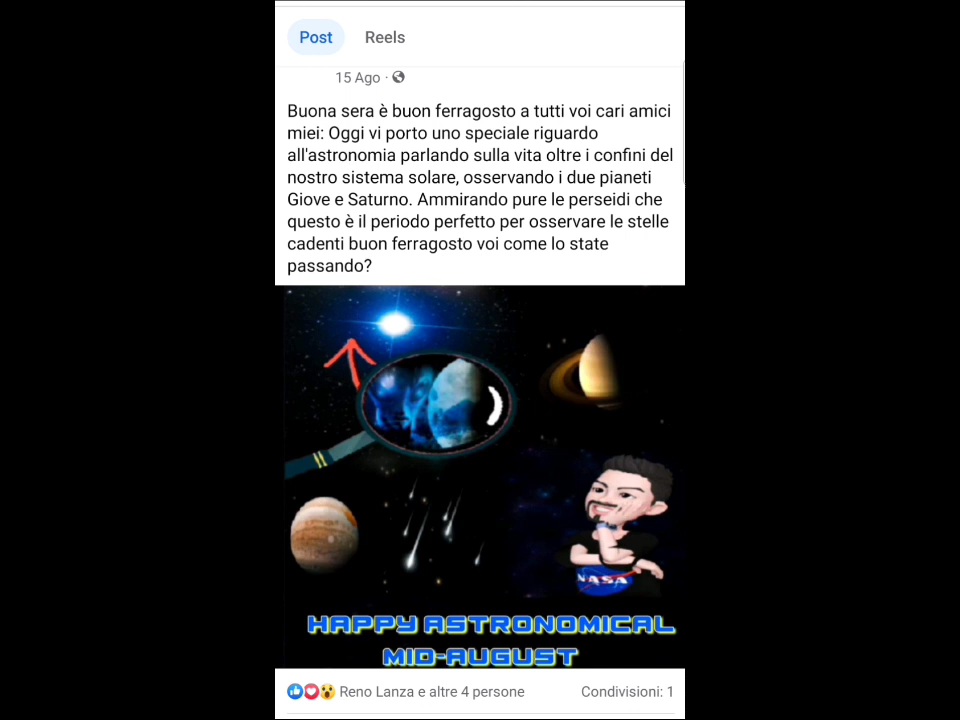 Post Reels
15 Ago ·
Buona sera è buon ferragosto a tutti voi cari amici
miei: Oggi vi porto uno speciale riguardo
all'astronomia parlando sulla vita oltre i confini del
nostro sistema solare, osservando i due pianeti
Giove e Saturno. Ammirando pure le perseidi che
questo è il periodo perfetto per osservare le stelle
cadenti buon ferragosto voi come lo state
passando?
NASA
HAPPY ASTRONOMICAL
MID-AUGUST
Reno Lanza e altre 4 persone Condivisioni: 1